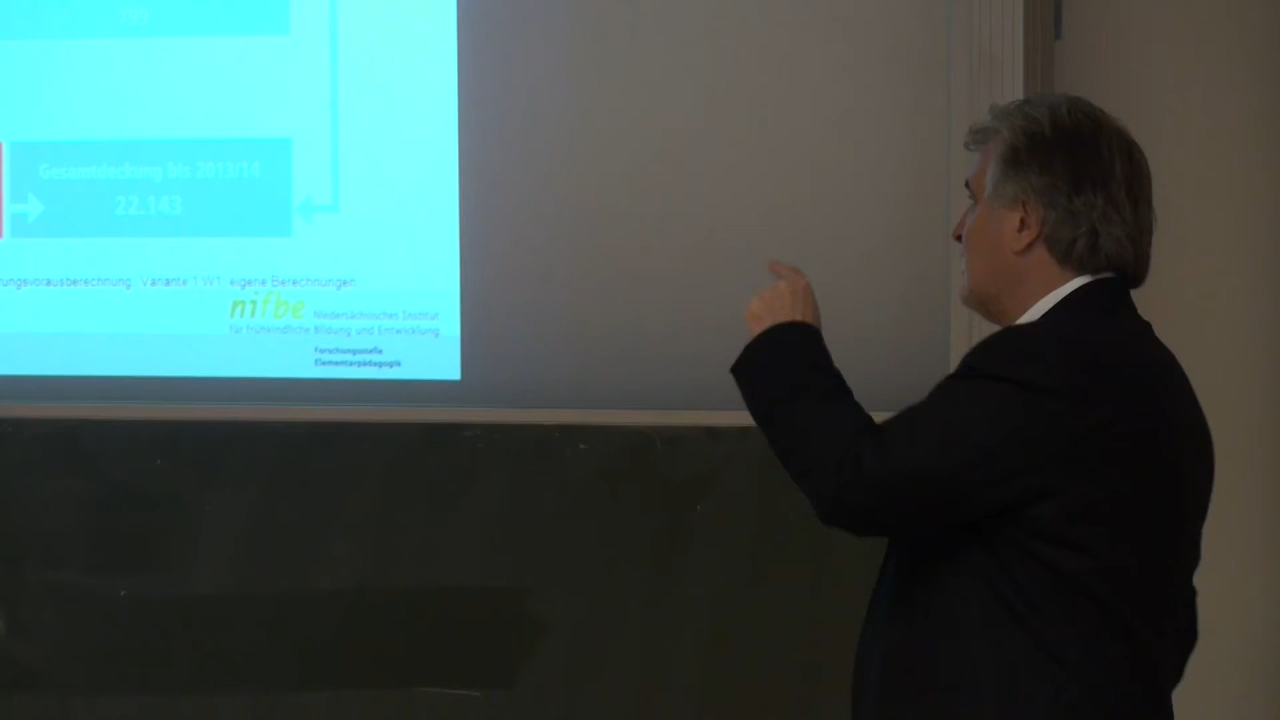 799
Gesamtdeckung bis 2013/14
22.143
rungsvorausberechnung, Variante 1 W1; eigene Berechnungen
nifbe
Niedersächsisches Institut
für frühkindliche Bildung und Entwicklung
Forschungsstelle
Elementarpädagogik